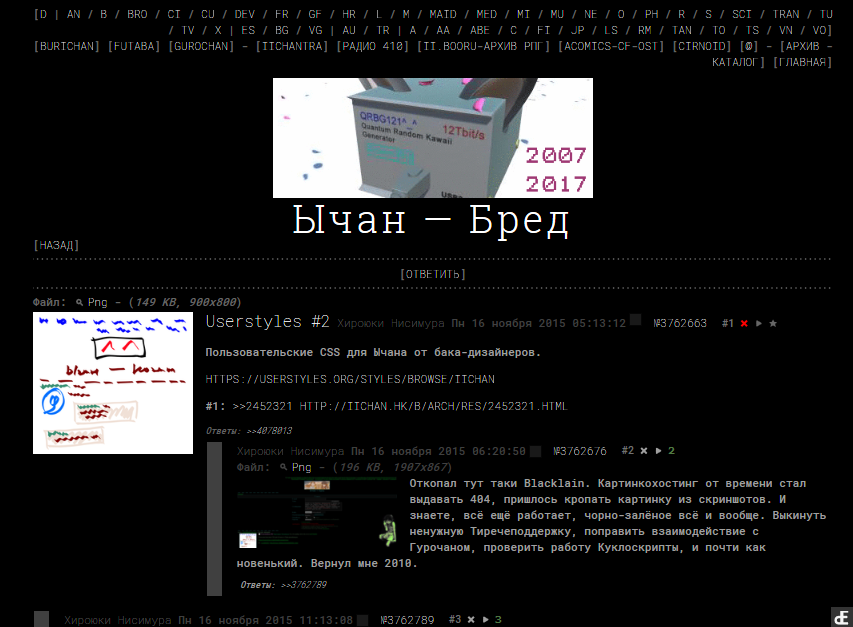 [D | AN / B / BRO / CI / CU / DEV / FR / GF / HR / L / M / MAID / MED / MI / MU / NE / O / PH / R / S / SCI / TRAN / TU
/ TV / X | ES / BG / VG | AU / TR | A / AA / ABE / C / FI / JP / LS / RM / TAN / TO / TS / VN / VO]
[BURTCHAN] [FUTABA] [GUROCHAN] – [IICHANTRA] [РАДИО 410] [II.BOORU-АРХИВ РПГ] [ACOMICS-CF-OST] [CTRNOTD] [@] – [АРХИВ –
КАТАЛОГ] [ГЛАВНАЯ]
QRBG121^_^
12Tbit/s
Quantum Random Kawaii
Generator
2007
2017
Ычан — Бред
[НАЗАД]
[ОТВЕТИТЬ]
Файл: Png – (149 KB, 900x800)
Userstyles #2 Хироюки Нисимура Пн 16 ноября 2015 05:13:12 №3762663 #1
Пользовательские CSS для Ычана от бака-дизайнеров.
HTTPS://USERSTYLES.ORG/STYLES/BROWSE/IICHAN
#1: >>2452321 HTTP://IICHAN.HK/B/ARCH/RES/2452321.HTML
Ответы: >>4078013
Хироюки Нисимура Пн 16 ноября 2015 06:20:50 №3762676 #2 2
Файл: Png – (196 KB, 1907x867)
Откопал тут таки Blacklain. Картинкохостинг от времени стал
выдавать 404, пришлось кропать картинку из скриншотов. И
знаете, всё ещё работает, чорно-залёное всё и вообще. Выкинуть
ненужную Тиречеподдержку, поправить взаимодействие с
Гурочаном, проверить работу Куклоскрипты, и почти как
новенький. Вернул мне 2010.
Ответы: >>3762789
Хироюки Нисимура Пн 16 ноября 2015 11:13:08 №3762789 #3 3